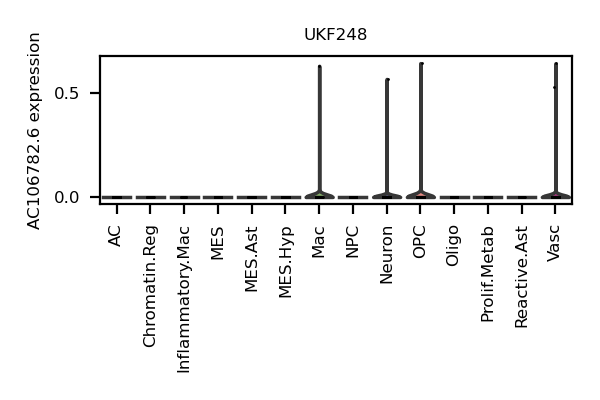 UKF248
AC106782.6 expression
0.5
0.0
AC
Chromatin.Reg
Inflammatory.Mac
MES
MES.Ast
MES.Hyp
Mac
NPC
Neuron
OPC
Oligo
Prolif.Metab
Reactive.Ast
Vasc